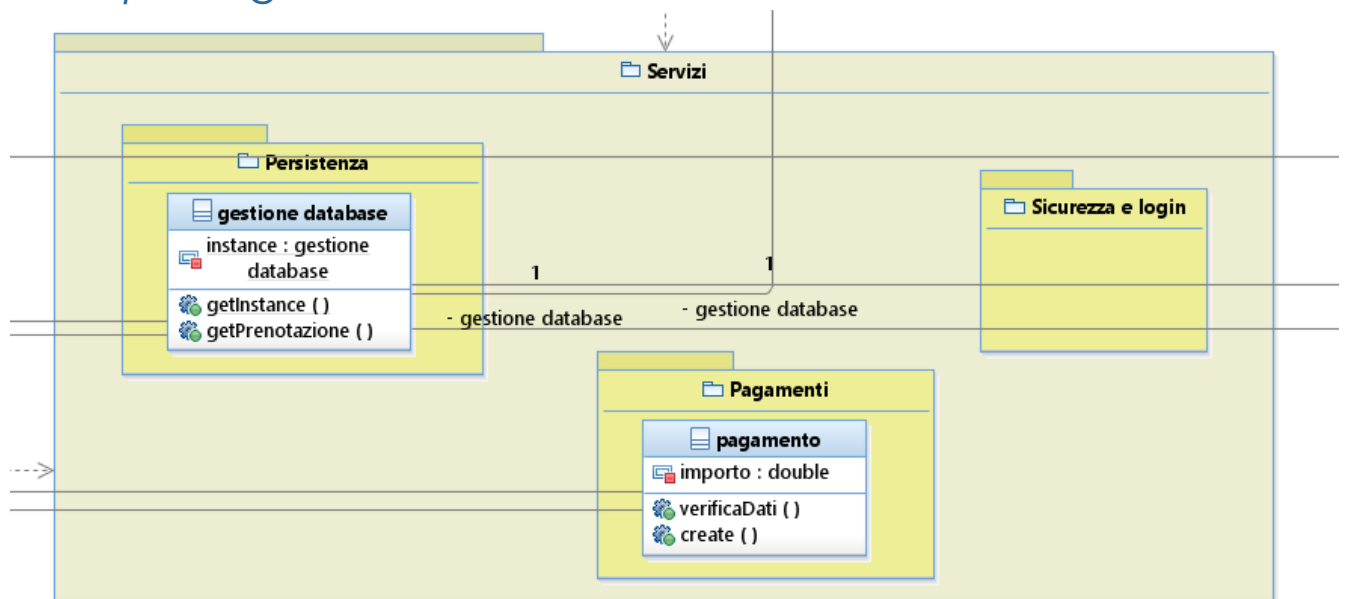 Servizi
Persistenza
gestione database
instance : gestione
database
getInstance ( )
getPrenotazione ( )
1
1
- gestione database
- gestione database
Sicurezza e login
Pagamenti
pagamento
importo : double
verificaDati ( )
create ( )